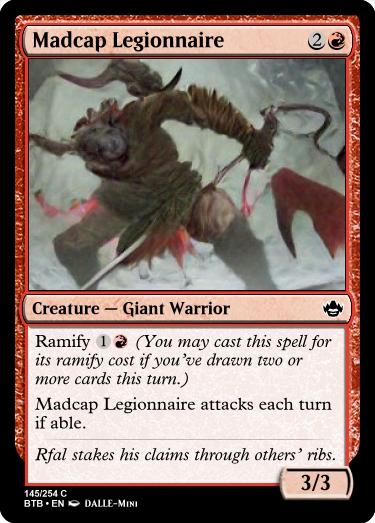 Madcap Legionnaire 2
Creature — Giant Warrior
Ramify 1 (You may cast this spell for
its ramify cost if you've drawn two or
more cards this turn.)
Madcap Legionnaire attacks each turn
if able.
Rfal stakes his claims through others' ribs.
3/3
145/254 C
BTB • EN DALLE-Mini